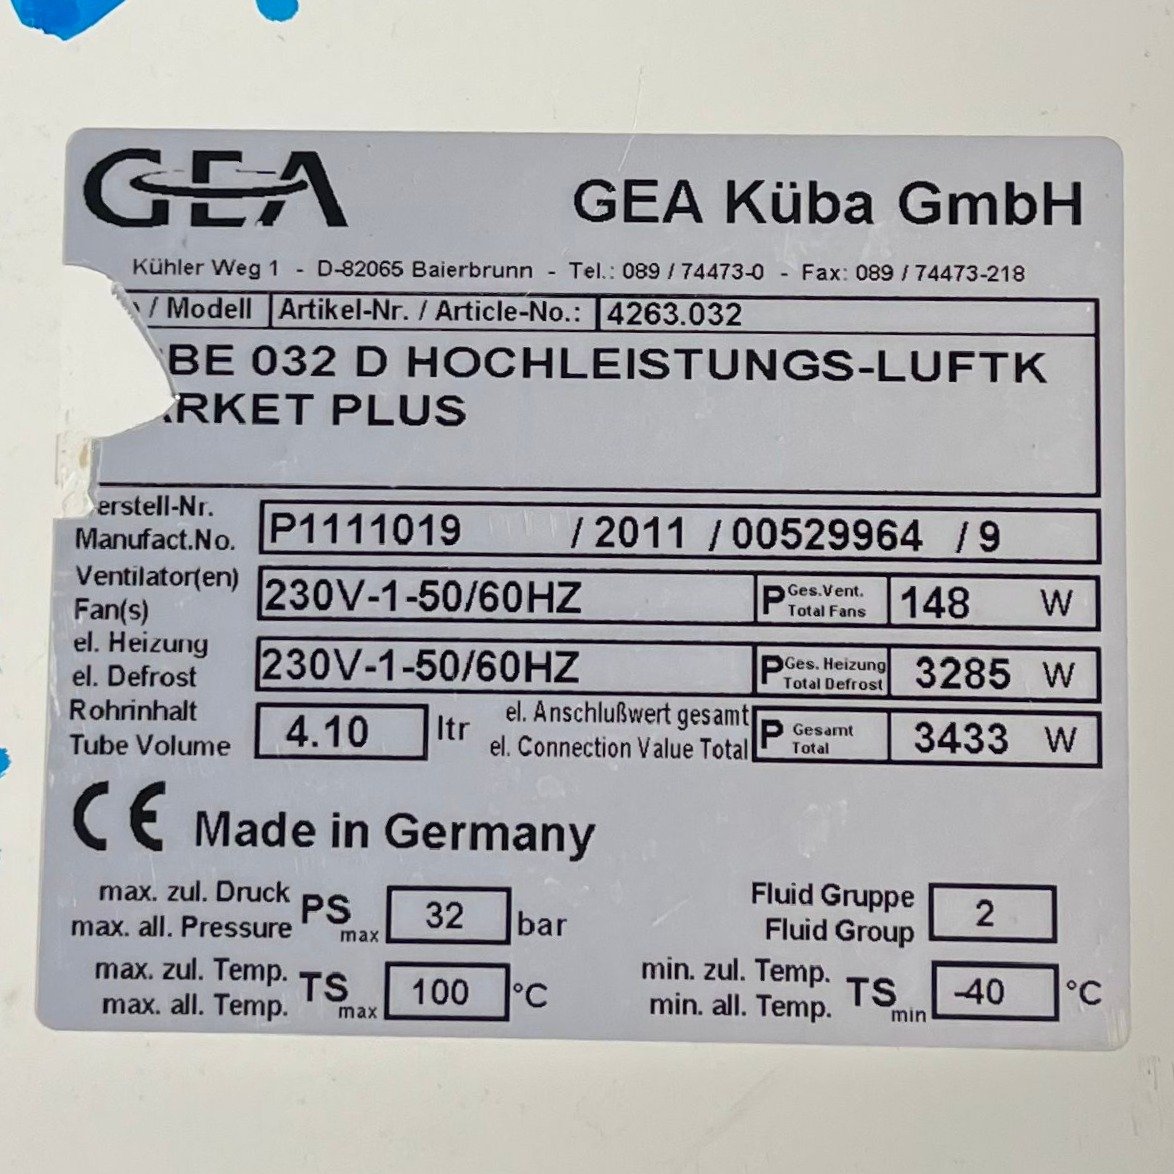 GEA
GEA Küba GmbH
Kühler Weg 1 - D-82065 Baierbrunn - Tel.: 089 / 74473-0 - Fax: 089 / 74473-218
/ Modell Artikel-Nr. / Article-No.: 4263.032
BE 032 D HOCHLEISTUNGS-LUFTK
RKET PLUS
erstell-Nr.
Manufact.No. P1111019 / 2011 / 00529964 / 9
Ventilator(en)
Fan(s) 230V-1-50/60HZ P Ges.Vent. Total Fans 148 W
el. Heizung
el. Defrost 230V-1-50/60HZ P Ges. Heizung Total Defrost 3285 W
Rohrinhalt
Tube Volume 4.10 ltr
el. Anschlußwert gesamt
el. Connection Value Total P Gesamt Total 3433 W
CE Made in Germany
max. zul. Druck
max. all. Pressure PS max 32 bar
Fluid Gruppe
Fluid Group 2
max. zul. Temp.
max. all. Temp. TS max 100 °C
min. zul. Temp.
min. all. Temp. TS min -40 °C